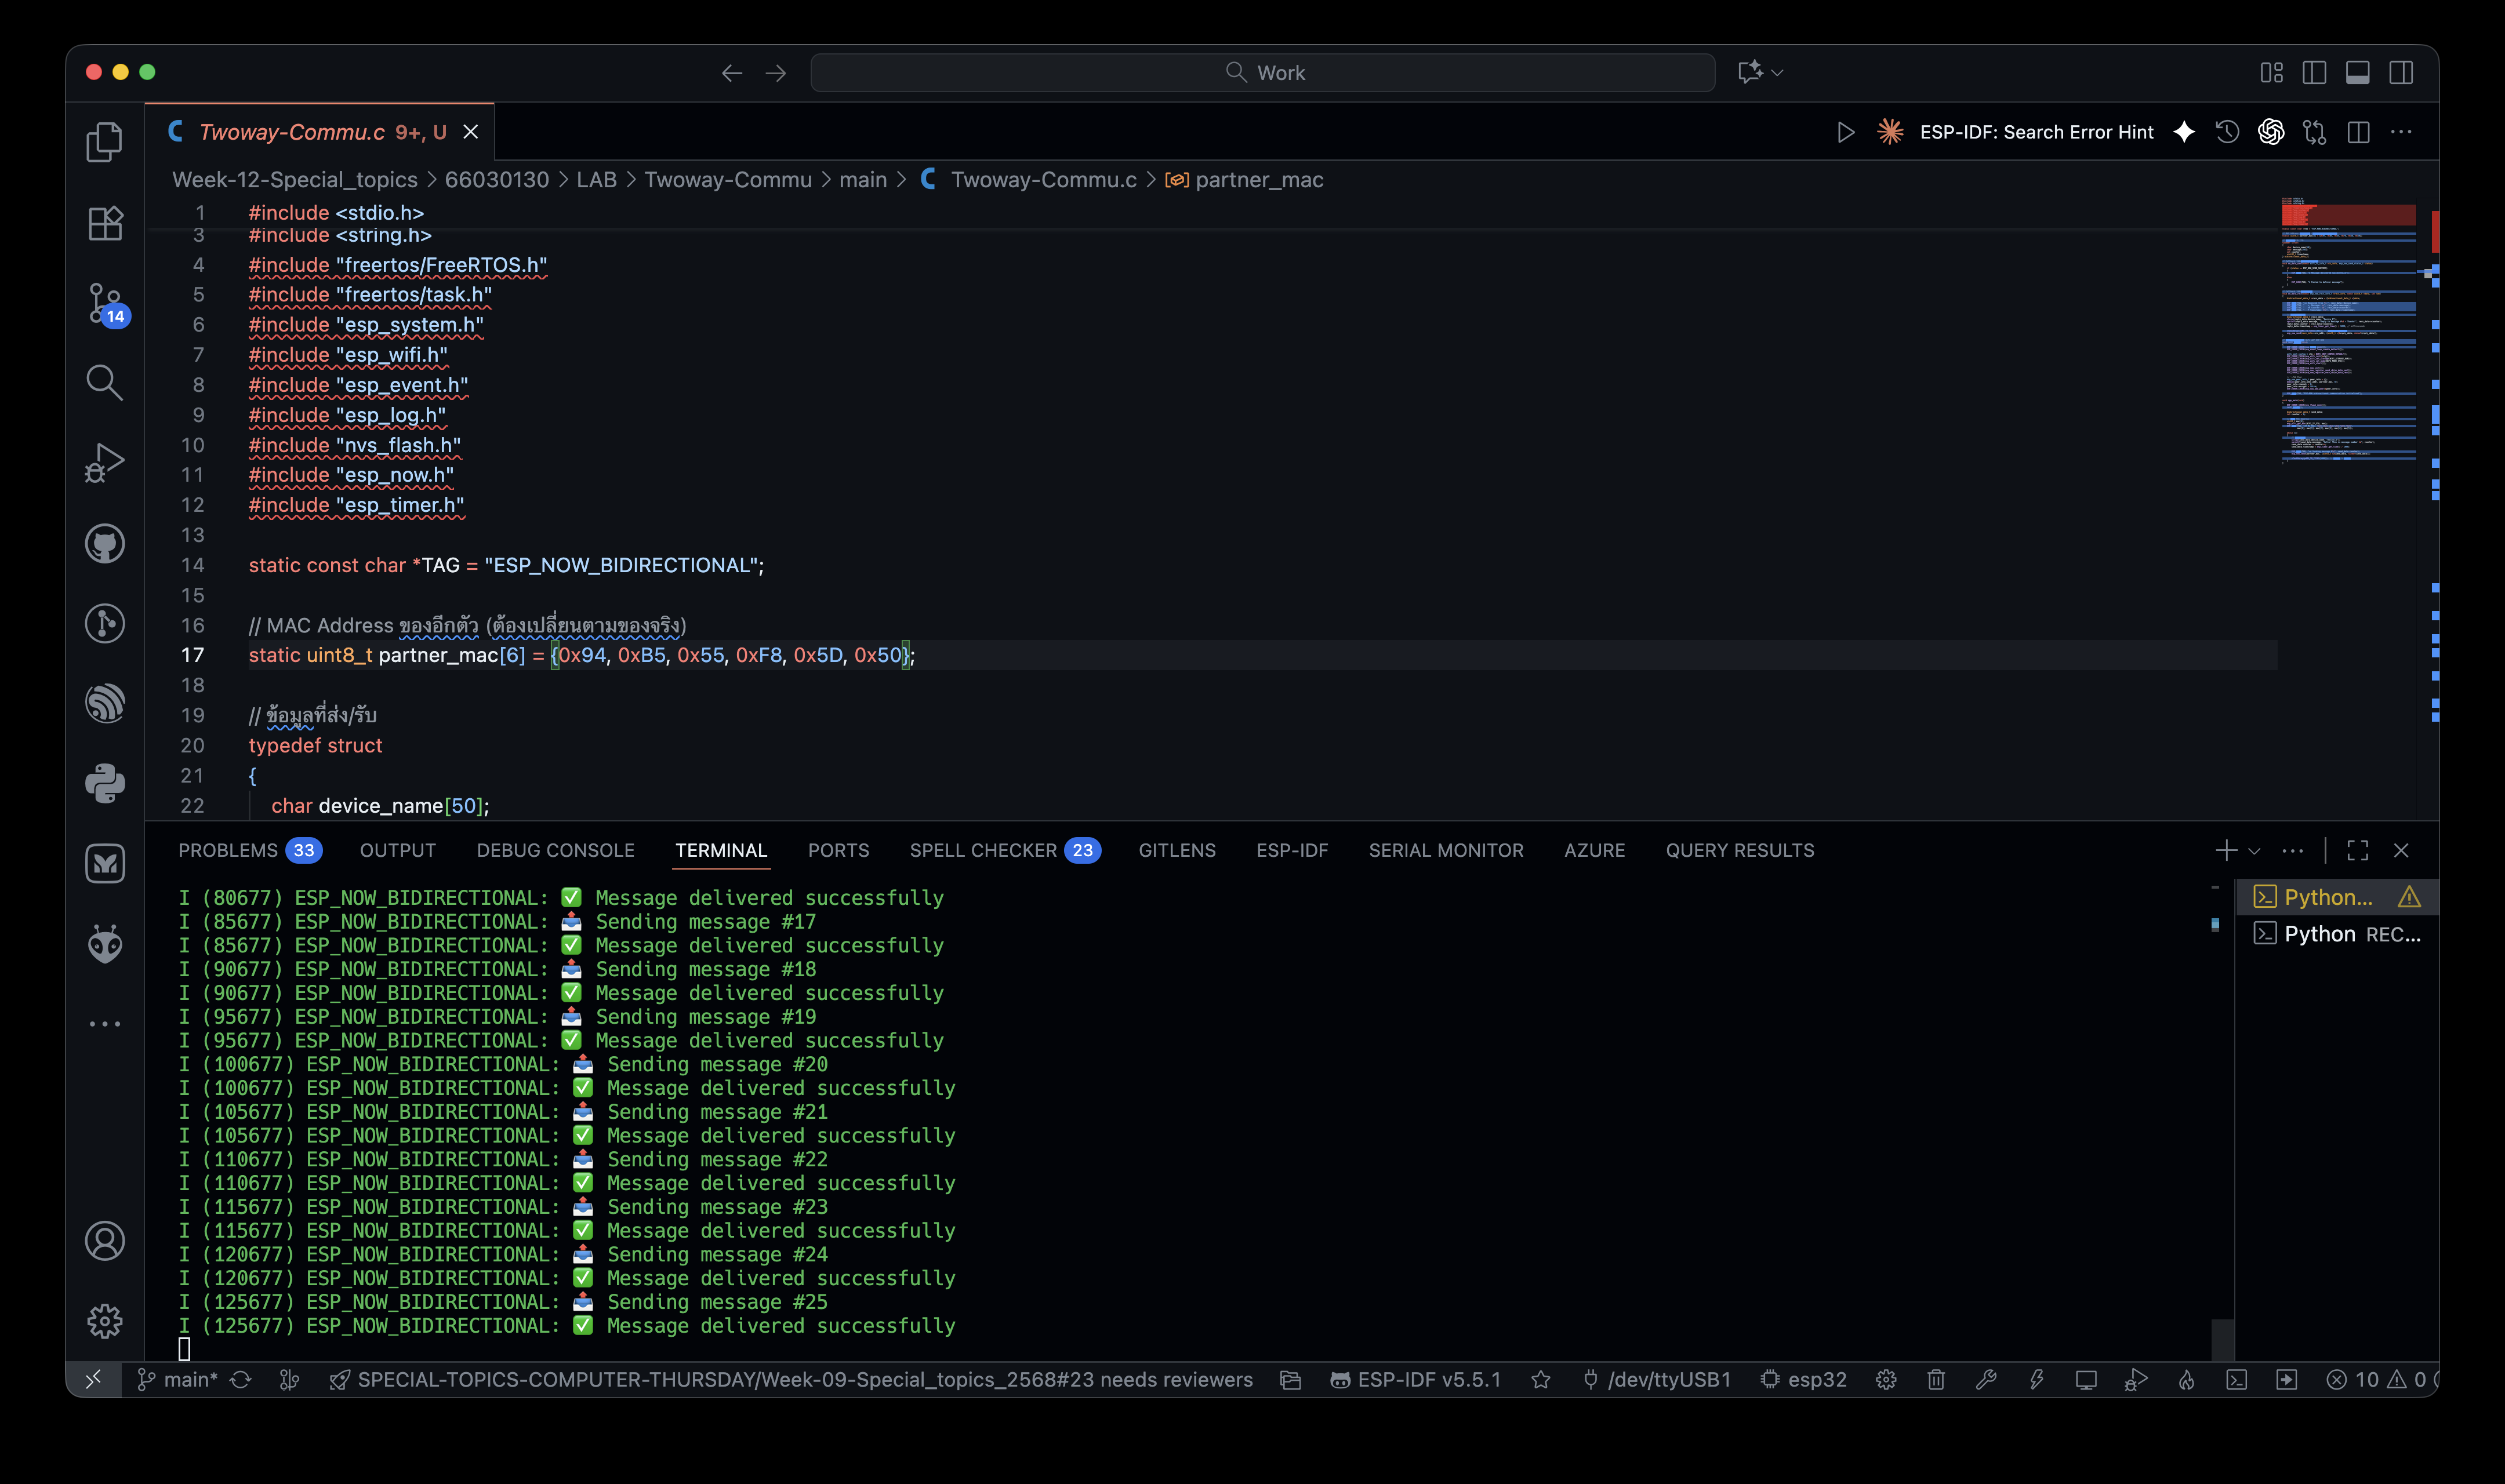 Work
Twoway-Commu.c 9+, U
ESP-IDF: Search Error Hint
Week-12-Special_topics > 66030130 > LAB > Twoway-Commu > main > Twoway-Commu.c > partner_mac
1 #include <stdio.h>
3 #include <string.h>
4 #include "freertos/FreeRTOS.h"
5 #include "freertos/task.h"
6 #include "esp_system.h"
7 #include "esp_wifi.h"
8 #include "esp_event.h"
9 #include "esp_log.h"
10 #include "nvs_flash.h"
11 #include "esp_now.h"
12 #include "esp_timer.h"
13
14 static const char *TAG = "ESP_NOW_BIDIRECTIONAL";
15
16 // MAC Address ของอีกตัว (ต้องเปลี่ยนตามของจริง)
17 static uint8_t partner_mac[6] = {0x94, 0xB5, 0x55, 0xF8, 0x5D, 0x50};
18
19 // ข้อมูลที่ส่ง/รับ
20 typedef struct
21 {
22 char device_name[50];
14
PROBLEMS 33 OUTPUT DEBUG CONSOLE TERMINAL PORTS SPELL CHECKER 23 GITLENS ESP-IDF SERIAL MONITOR AZURE QUERY RESULTS
I (80677) ESP_NOW_BIDIRECTIONAL: ✅ Message delivered successfully
I (85677) ESP_NOW_BIDIRECTIONAL: 📤 Sending message #17
I (85677) ESP_NOW_BIDIRECTIONAL: ✅ Message delivered successfully
I (90677) ESP_NOW_BIDIRECTIONAL: 📤 Sending message #18
I (90677) ESP_NOW_BIDIRECTIONAL: ✅ Message delivered successfully
I (95677) ESP_NOW_BIDIRECTIONAL: 📤 Sending message #19
I (95677) ESP_NOW_BIDIRECTIONAL: ✅ Message delivered successfully
I (100677) ESP_NOW_BIDIRECTIONAL: 📤 Sending message #20
I (100677) ESP_NOW_BIDIRECTIONAL: ✅ Message delivered successfully
I (105677) ESP_NOW_BIDIRECTIONAL: 📤 Sending message #21
I (105677) ESP_NOW_BIDIRECTIONAL: ✅ Message delivered successfully
I (110677) ESP_NOW_BIDIRECTIONAL: 📤 Sending message #22
I (110677) ESP_NOW_BIDIRECTIONAL: ✅ Message delivered successfully
I (115677) ESP_NOW_BIDIRECTIONAL: 📤 Sending message #23
I (115677) ESP_NOW_BIDIRECTIONAL: ✅ Message delivered successfully
I (120677) ESP_NOW_BIDIRECTIONAL: 📤 Sending message #24
I (120677) ESP_NOW_BIDIRECTIONAL: ✅ Message delivered successfully
I (125677) ESP_NOW_BIDIRECTIONAL: 📤 Sending message #25
I (125677) ESP_NOW_BIDIRECTIONAL: ✅ Message delivered successfully
Python...
Python REC...
main* SPECIAL-TOPICS-COMPUTER-THURSDAY/Week-09-Special_topics_2568#23 needs reviewers ESP-IDF v5.5.1 /dev/ttyUSB1 esp32 10 0